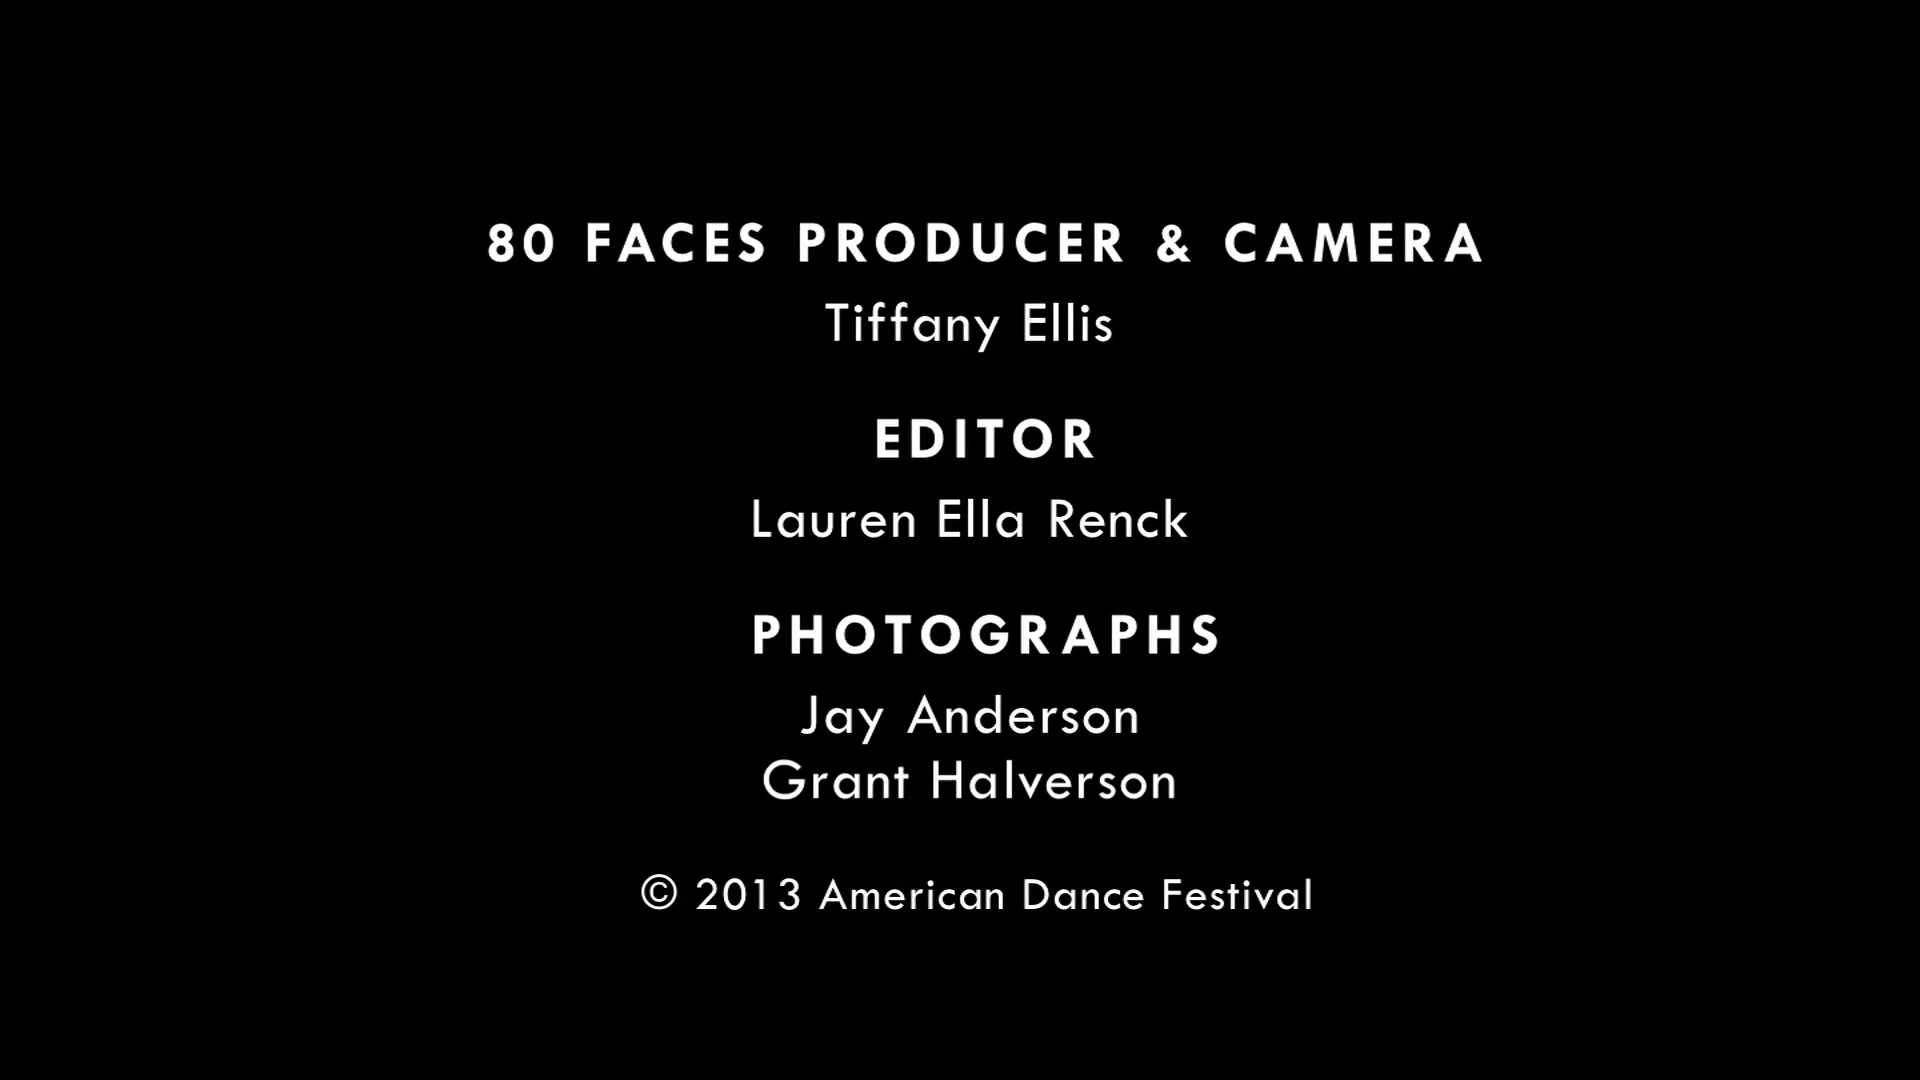 80 FACES PRODUCER & CAMERA
Tiffany Ellis
EDITOR
Lauren Ella Renck
PHOTOGRAPHS
Jay Anderson
Grant Halverson
© 2013 American Dance Festival